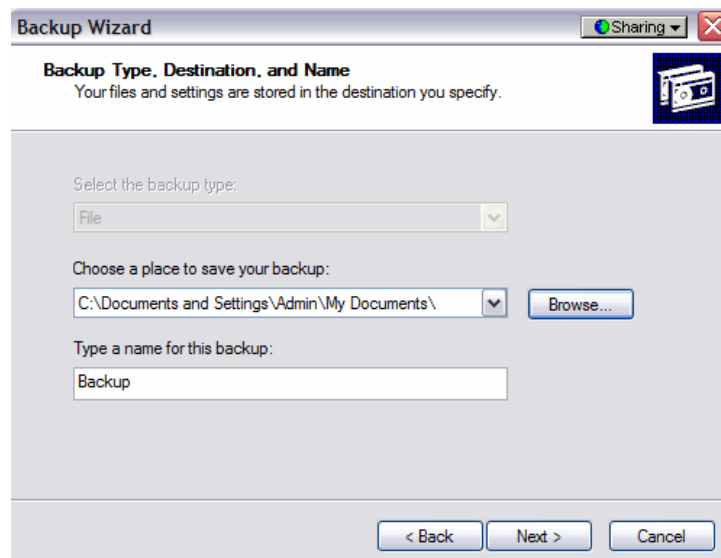 Backup Wizard
Sharing
Backup Type, Destination, and Name
Your files and settings are stored in the destination you specify.
Select the backup type:
File
Choose a place to save your backup:
C:\Documents and Settings\Admin\My Documents\
Browse...
Type a name for this backup:
Backup
< Back Next > Cancel